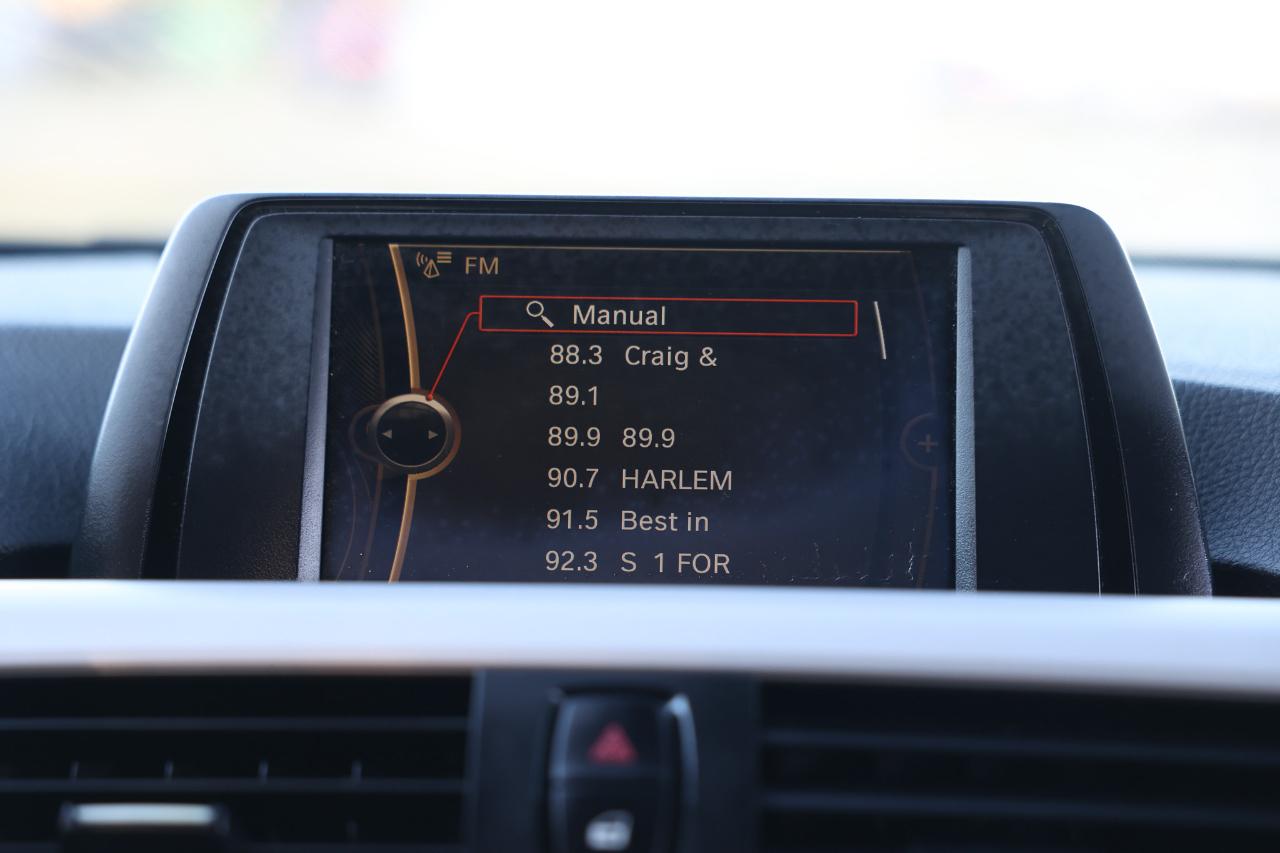 FM
Manual
88.3 Craig &
89.1
89.9 89.9
90.7 HARLEM
91.5 Best in
92.3 S 1 FOR